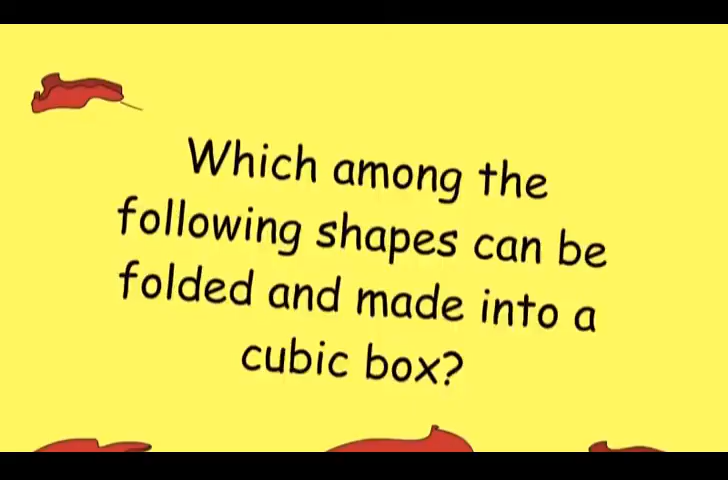 Which among the
following shapes can be
folded and made into a
cubic box?